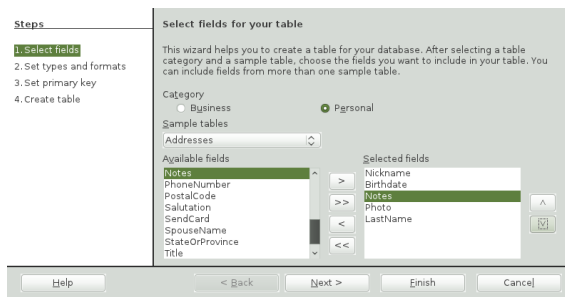 Steps
1. Select fields
2. Set types and formats
3. Set primary key
4. Create table
Select fields for your table
This wizard helps you to create a table for your database. After selecting a table
category and a sample table, choose the fields you want to include in your table. You
can include fields from more than one sample table.
Category
Business
Personal
Sample tables
Addresses
Available fields
Notes
PhoneNumber
PostalCode
Salutation
SendCard
SpouseName
StateOrProvince
Title
>
>>
<
<<
Selected fields
Nickname
Birthdate
Notes
Photo
LastName
Help
< Back
Next >
Finish
Cancel